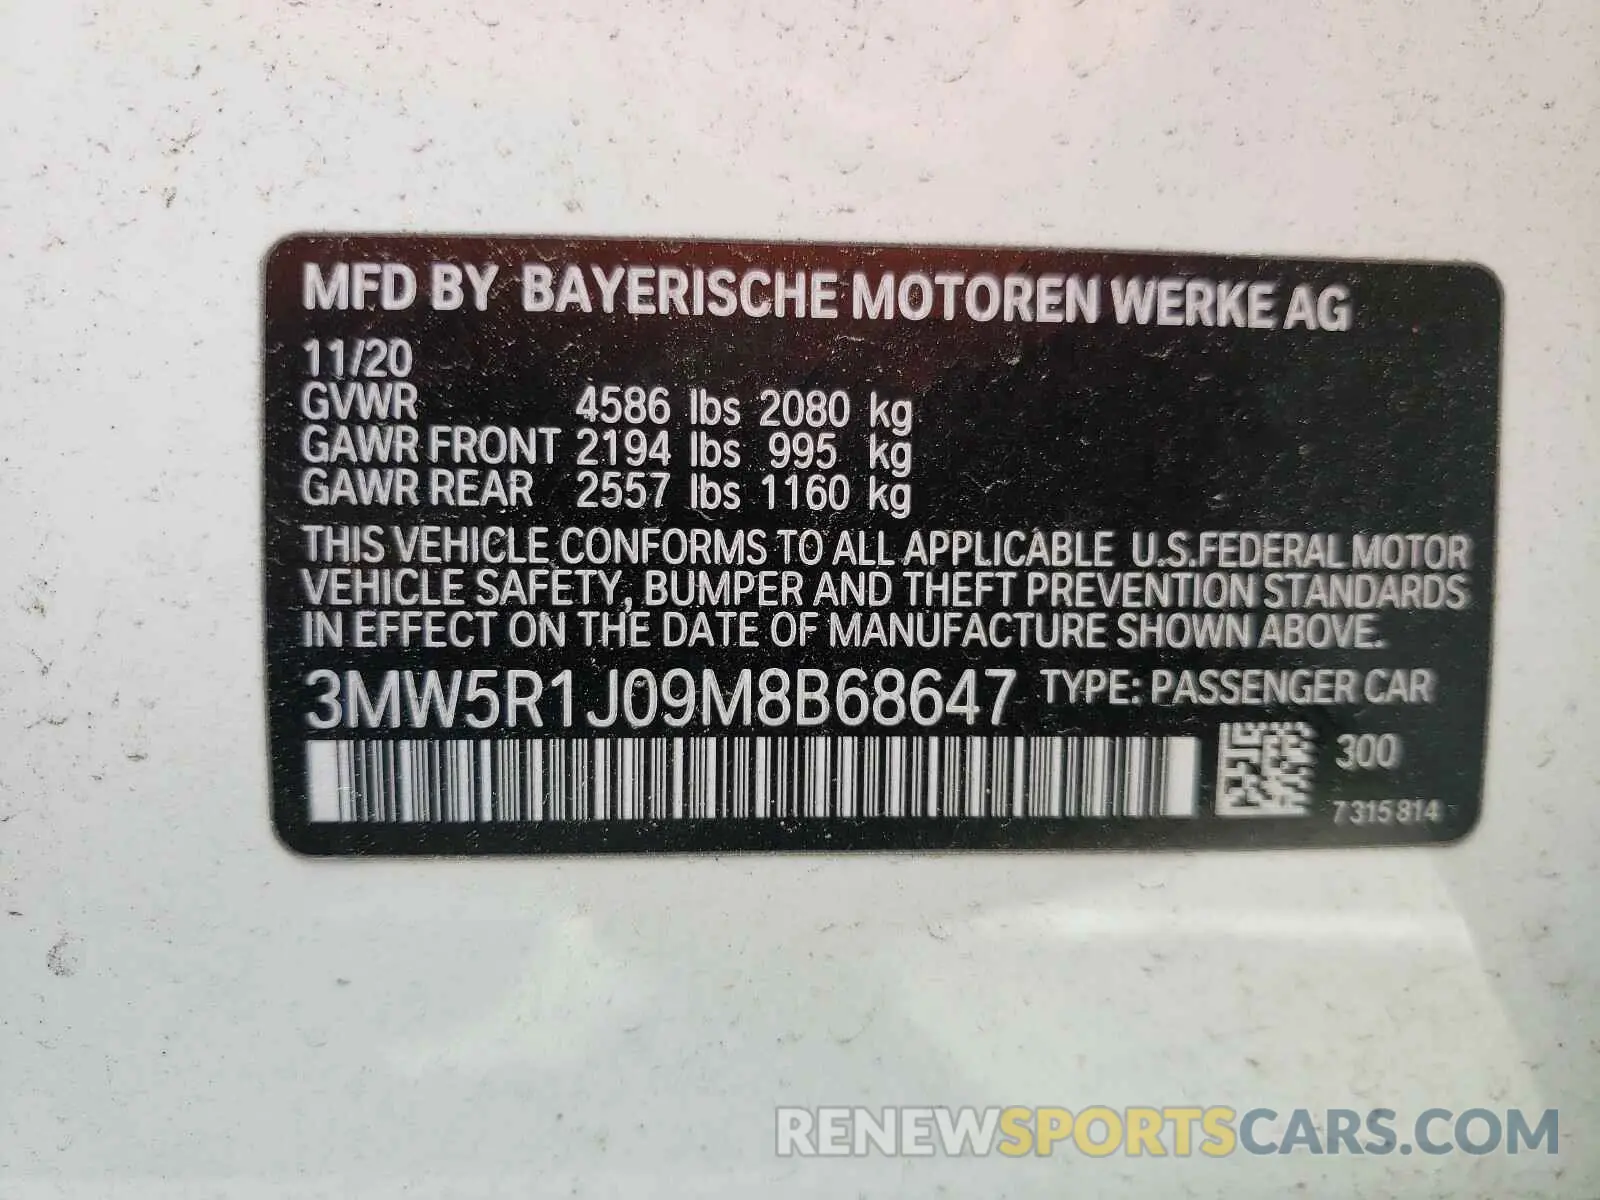 MFD BY BAYERISCHE MOTOREN WERKE AG
11/20
GVWR 4586 lbs 2080 kg
GAWR FRONT 2194 lbs 995 kg
GAWR REAR 2557 lbs 1160 kg
THIS VEHICLE CONFORMS TO ALL APPLICABLE U.S.FEDERAL MOTOR
VEHICLE SAFETY, BUMPER AND THEFT PREVENTION STANDARDS
IN EFFECT ON THE DATE OF MANUFACTURE SHOWN ABOVE.
3MW5R1J09M8B68647 TYPE: PASSENGER CAR
300
7 315 814
RENEWSPORTSCARS.COM